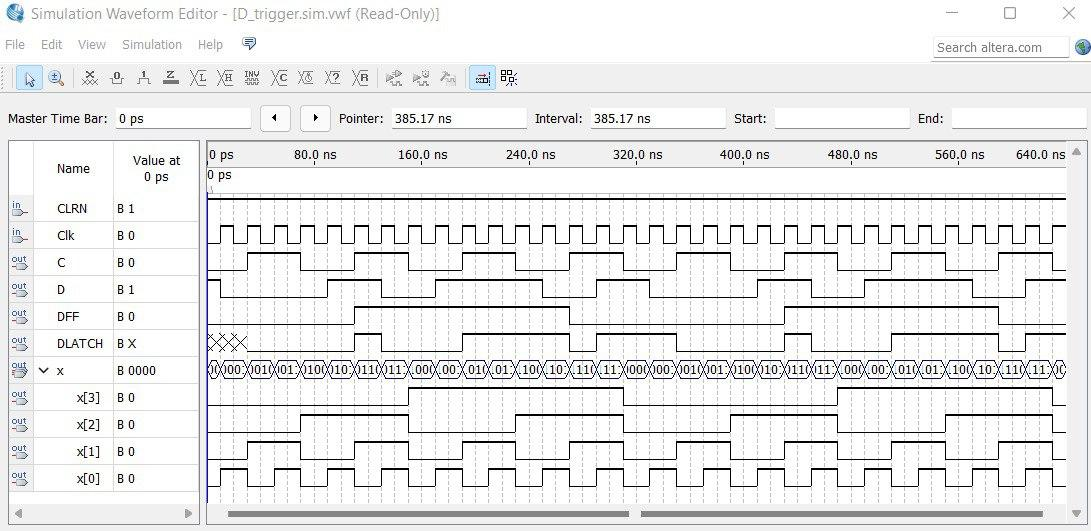 Simulation Waveform Editor - [D_trigger.sim.vwf (Read-Only)]
File Edit View Simulation Help
Search altera.com
Master Time Bar: 0 ps Pointer: 385.17 ns Interval: 385.17 ns Start: End:
Name Value at 0 ps
0 ps 80.0 ns 160.0 ns 240.0 ns 320.0 ns 400.0 ns 480.0 ns 560.0 ns 640.0 ns
0 ps
in CLRN B 1
in Clk B 0
out C B 0
out D B 1
out DFF B 0
out DLATCH B X
out x B 0000
out x[3] B 0
out x[2] B 0
out x[1] B 0
out x[0] B 0